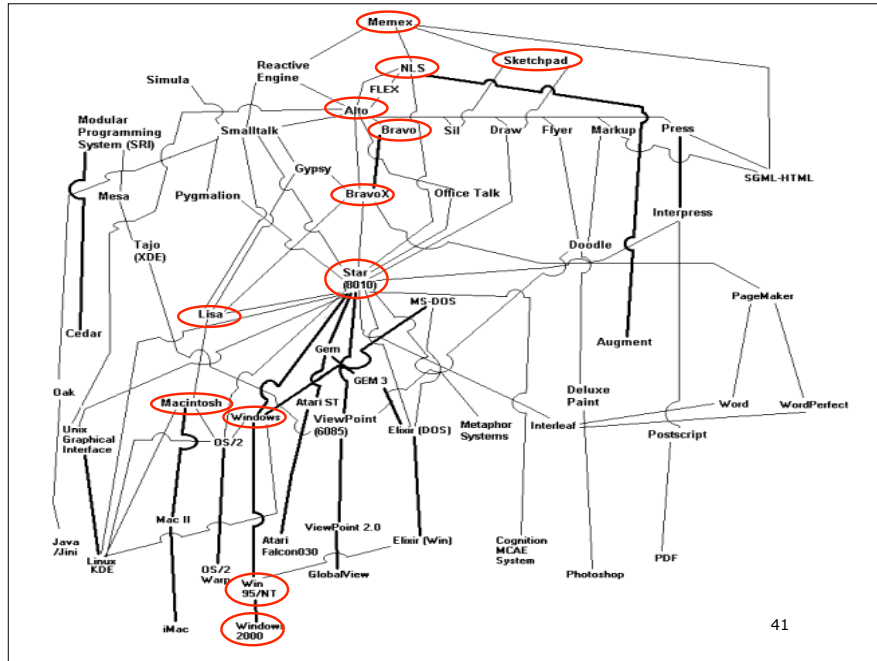 Memex
Reactive
Engine
NLS
Sketchpad
Simula
FLEX
Alto
Modular
Programming
System (SRI)
Smalltalk
Bravo
Sil
Draw
Flyer
Markup
Press
Gypsy
SGML-HTML
Mesa
Pygmalion
BravoX
Office Talk
Interpress
Tajo
(XDE)
Doodle
Star
(8010)
MS-DOS
PageMaker
Lisa
Cedar
Augment
Gem
GEM 3
Oak
Deluxe
Paint
Macintosh
Windows
Atari ST
ViewPoint
(6085)
Elixir (DOS)
Metaphor
Systems
Interleaf
Word
WordPerfect
Unix
Graphical
Interface
OS/2
Postscript
Mac II
ViewPoint 2.0
Java
/Jini
Linux
KDE
OS/2
Warp
Atari
Falcon030
Elixir (Win)
Cognition
MCAE
System
PDF
GlobalView
Photoshop
Win
95/NT
iMac
Window
2000
41